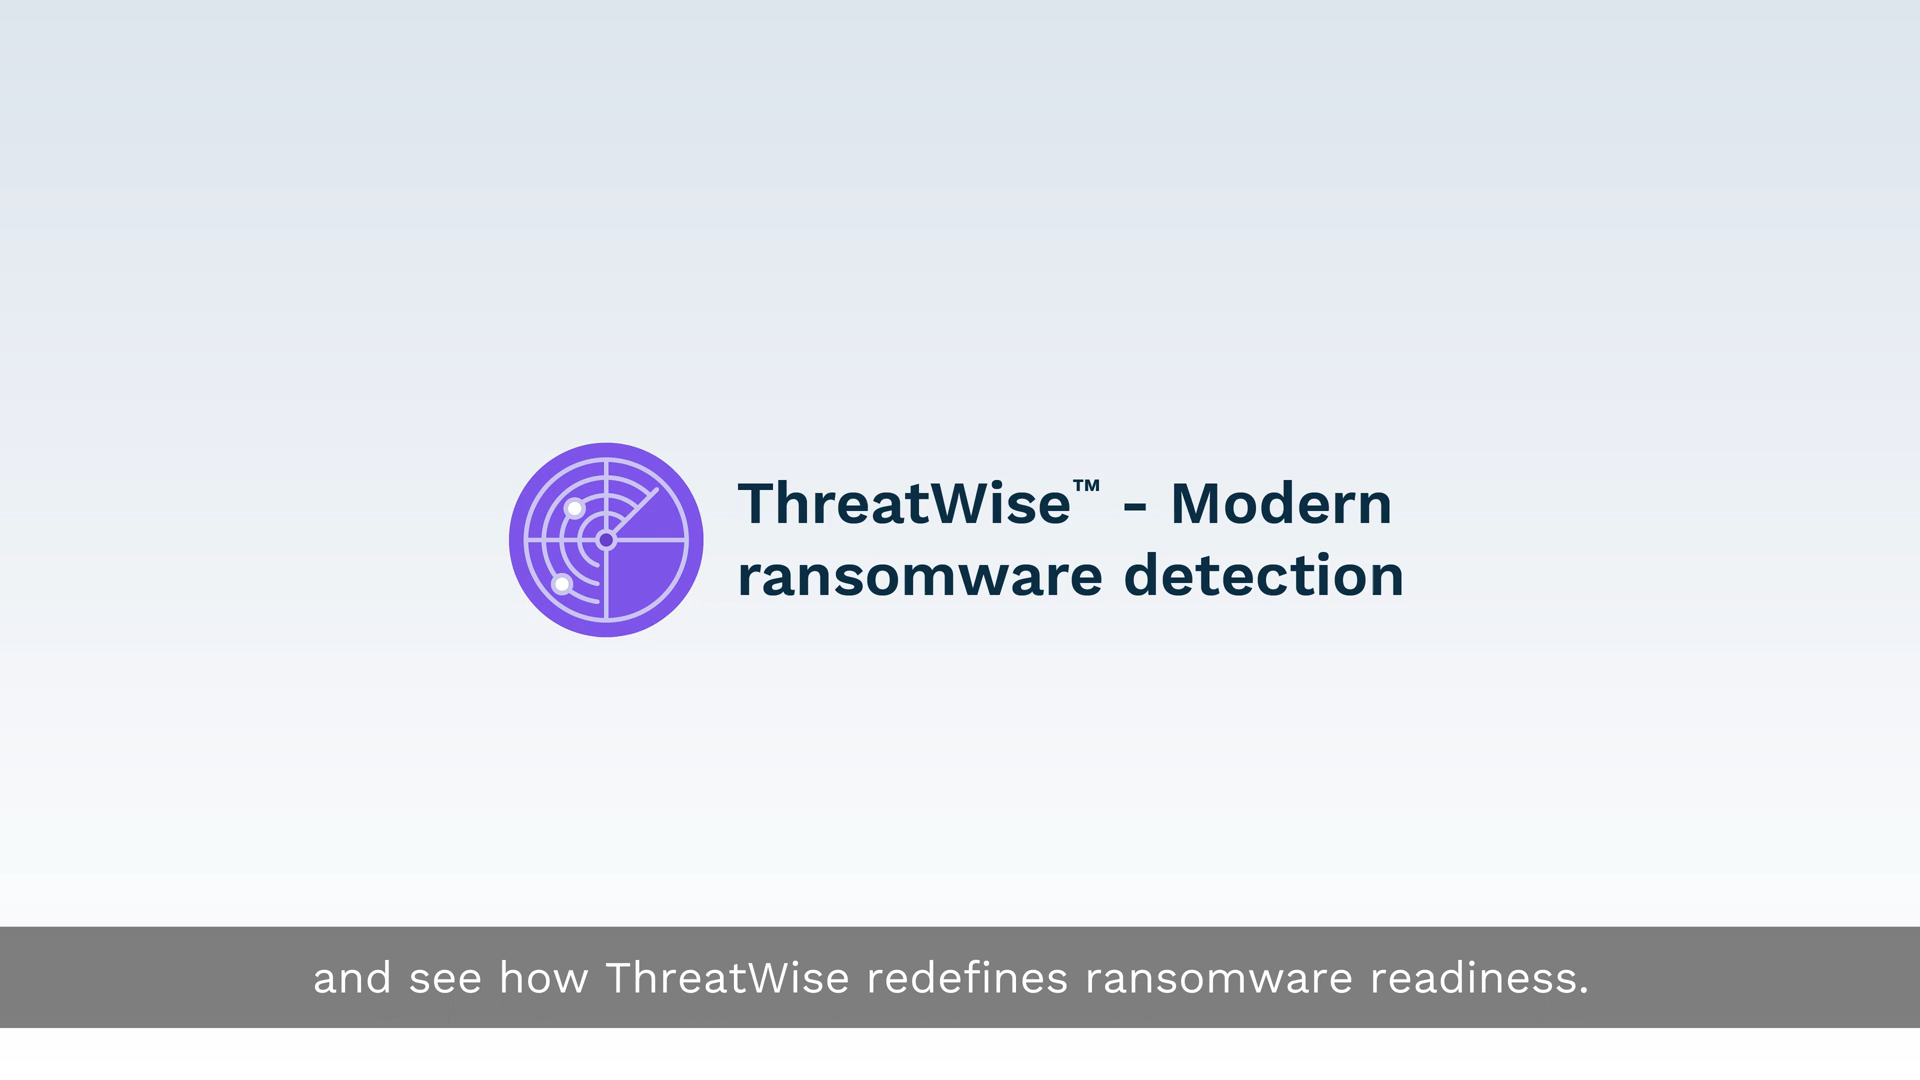 ThreatWise™ - Modern
ransomware detection
and see how ThreatWise redefines ransomware readiness.